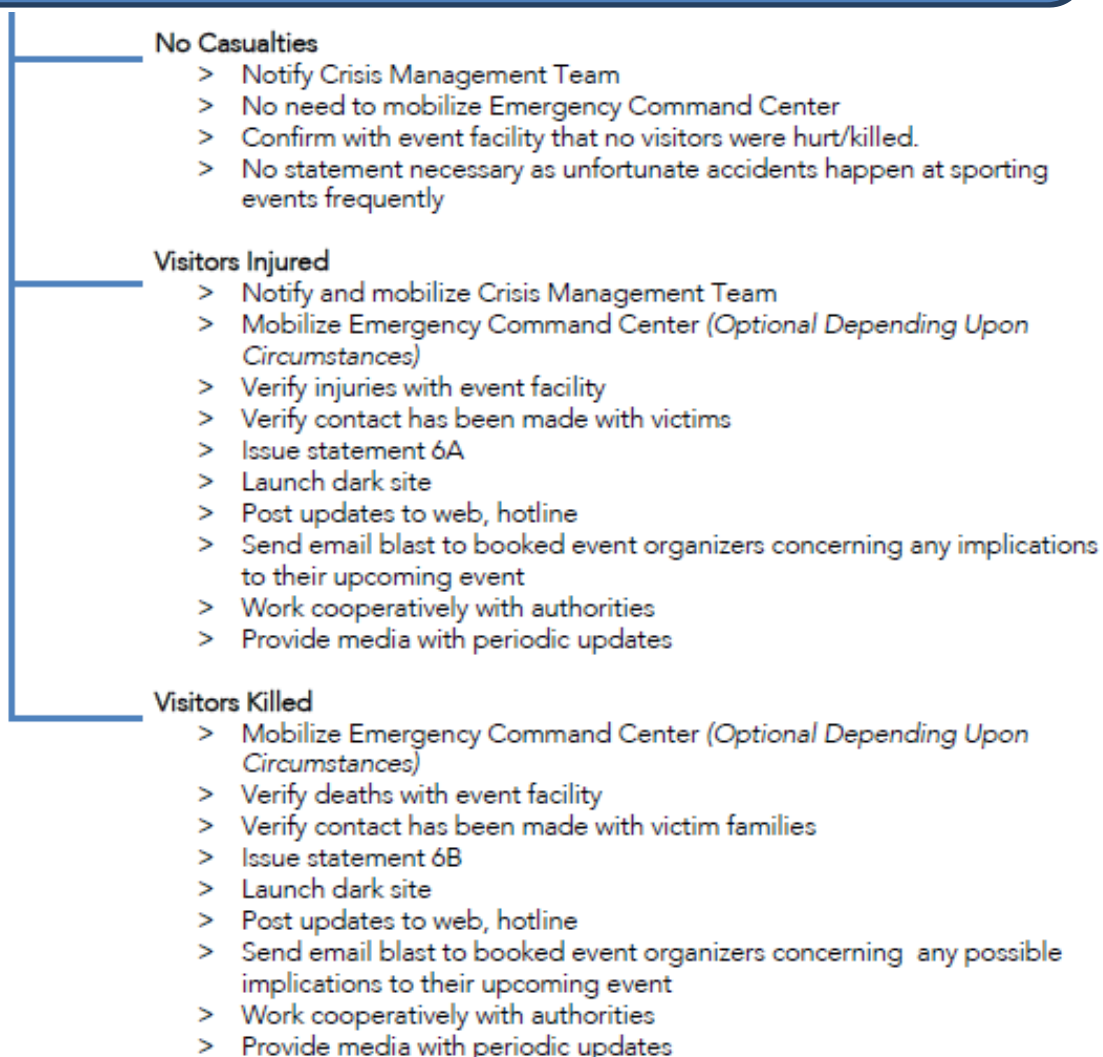 No Casualties
> Notify Crisis Management Team
> No need to mobilize Emergency Command Center
> Confirm with event facility that no visitors were hurt/killed.
> No statement necessary as unfortunate accidents happen at sporting
events frequently
Visitors Injured
> Notify and mobilize Crisis Management Team
> Mobilize Emergency Command Center (Optional Depending Upon
Circumstances)
> Verify injuries with event facility
> Verify contact has been made with victims
> Issue statement 6A
> Launch dark site
> Post updates to web, hotline
> Send email blast to booked event organizers concerning any implications
to their upcoming event
> Work cooperatively with authorities
> Provide media with periodic updates
Visitors Killed
> Mobilize Emergency Command Center (Optional Depending Upon
Circumstances)
> Verify deaths with event facility
> Verify contact has been made with victim families
> Issue statement 6B
> Launch dark site
> Post updates to web, hotline
> Send email blast to booked event organizers concerning any possible
implications to their upcoming event
> Work cooperatively with authorities
> Provide media with periodic updates